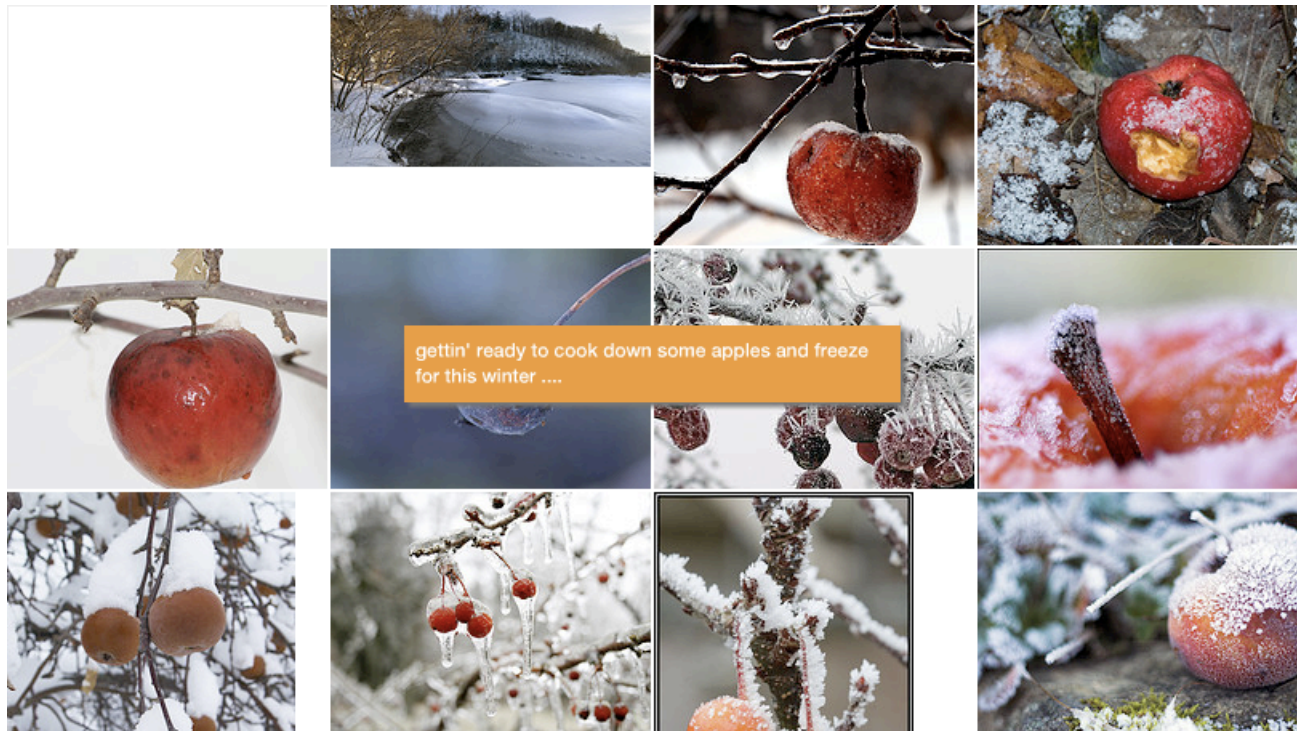 gettin' ready to cook down some apples and freeze
for this winter ....